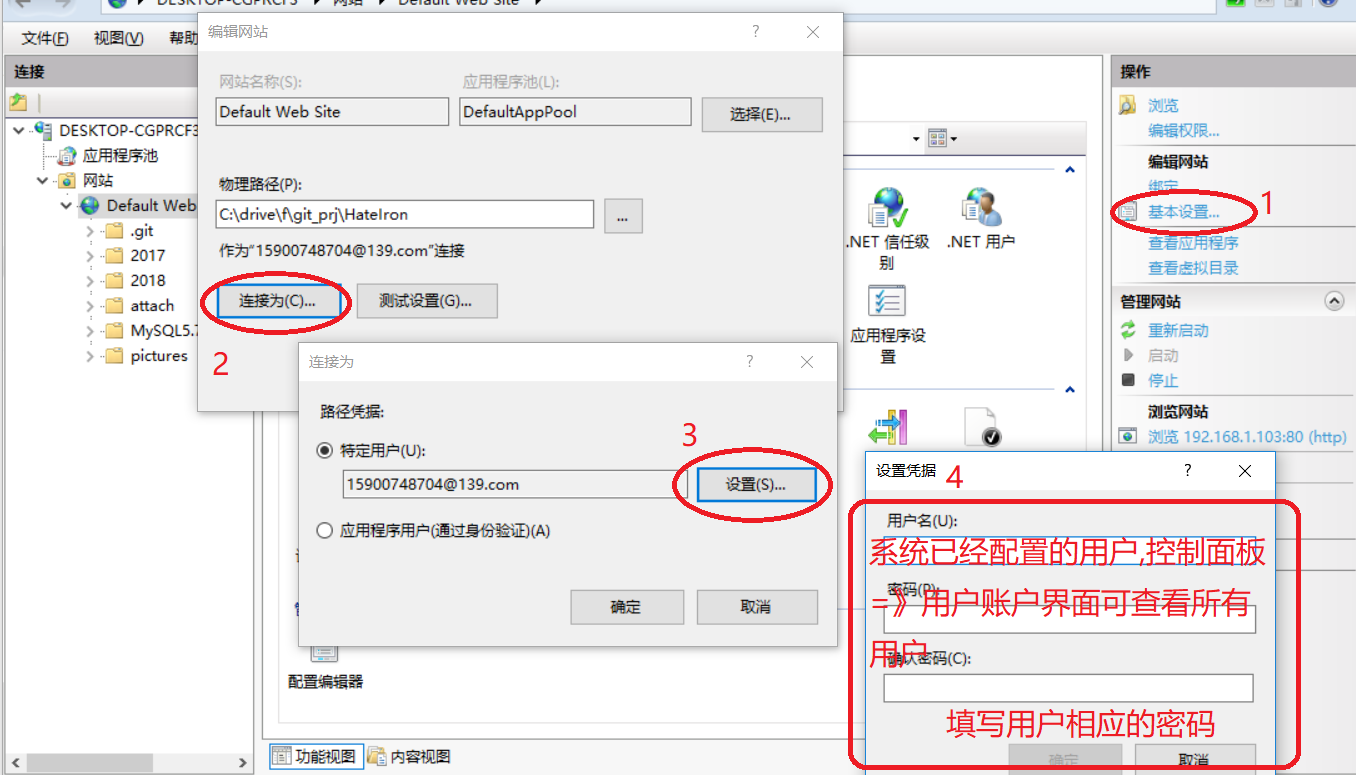 DESKTOP-CGPRCF3 网站 Default Web Site
文件(F) 视图(V) 帮助
连接
DESKTOP-CGPRCF3
应用程序池
网站
Default Web
.git
2017
2018
attach
MySQL5.7
pictures
编辑网站 ?
网站名称(S):
应用程序池(L):
Default Web Site
DefaultAppPool
选择(E)...
物理路径(P):
C:\drive\f\git_prj\HateIron
...
作为“15900748704@139.com”连接
连接为(C)...
测试设置(G)...
2
连接为 ?
路径凭据:
特定用户(U):
3
15900748704@139.com
设置(S)...
应用程序用户(通过身份验证)(A)
确定
取消
.NET 信任级
别
.NET 用户
应用程序设
置
配置编辑器
功能视图
内容视图
操作
浏览
编辑权限...
编辑网站
绑定
基本设置...
1
查看应用程序
查看虚拟目录
管理网站
重新启动
启动
停止
浏览网站
浏览 192.168.1.103:80 (http)
设置凭据 ?
4
用户名(U):
系统已经配置的用户,控制面板
密码(P):
=》用户账户界面可查看所有
用户
确认密码(C):
填写用户相应的密码
确定
取消